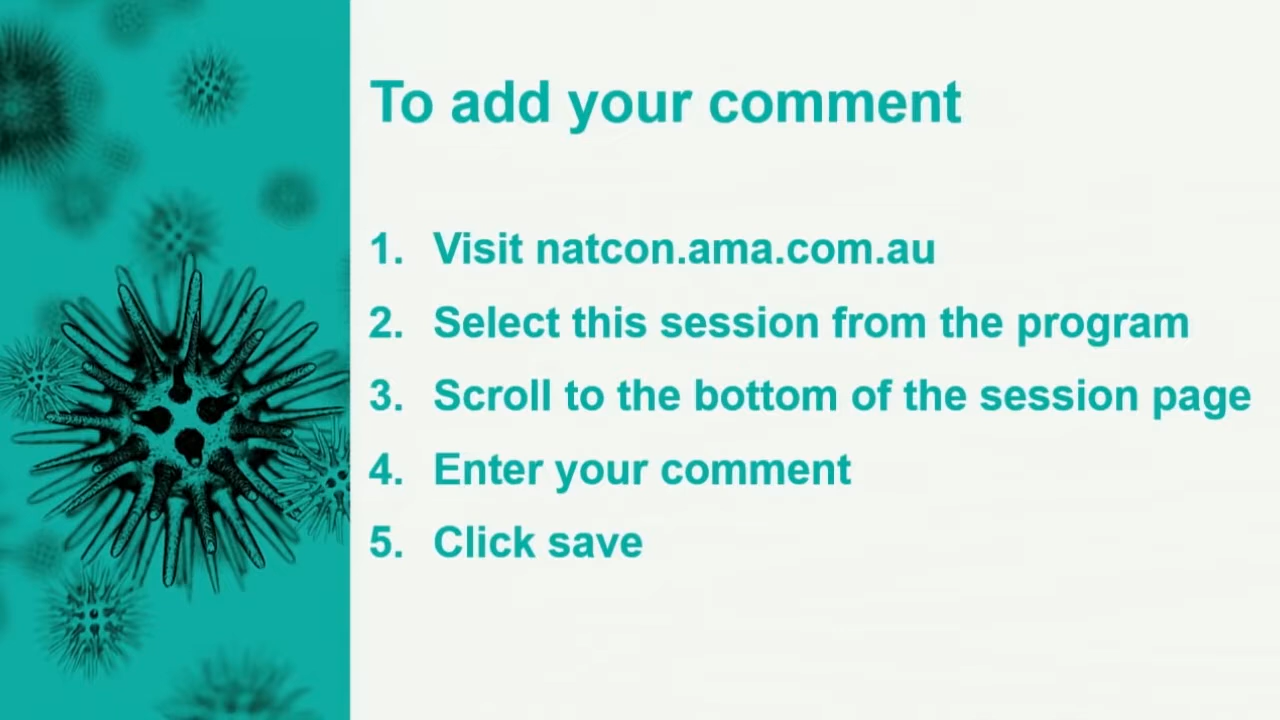 To add your comment
1. Visit natcon.ama.com.au
2. Select this session from the program
3. Scroll to the bottom of the session page
4. Enter your comment
5. Click save